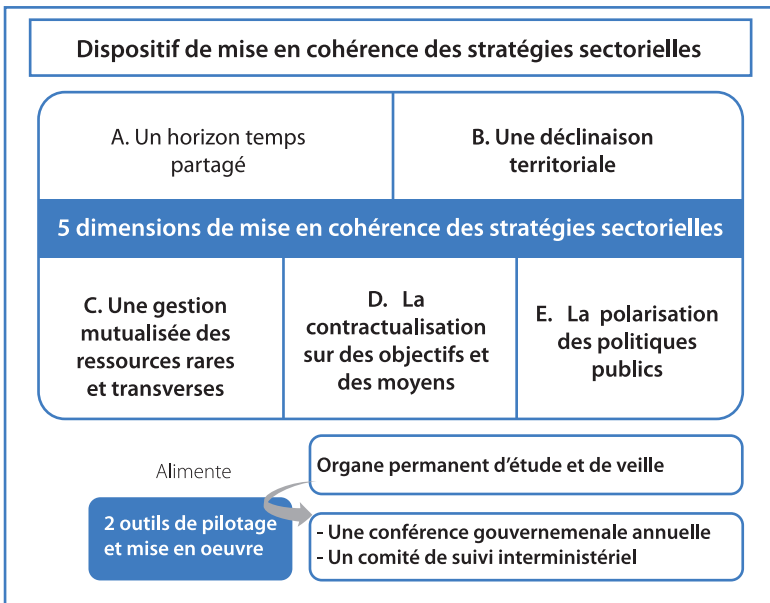 Dispositif de mise en cohérence des stratégies sectorielles
A. Un horizon temps
partagé
B. Une déclinaison
territoriale
5 dimensions de mise en cohérence des stratégies sectorielles
C. Une gestion
mutualisée des
ressources rares
et transverses
D. La
contractualisation
sur des objectifs et
des moyens
E. La polarisation
des politiques
publics
Alimente
Organe permanent d'étude et de veille
2 outils de pilotage
et mise en oeuvre
- Une conférence gouvernemenale annuelle
- Un comité de suivi interministériel